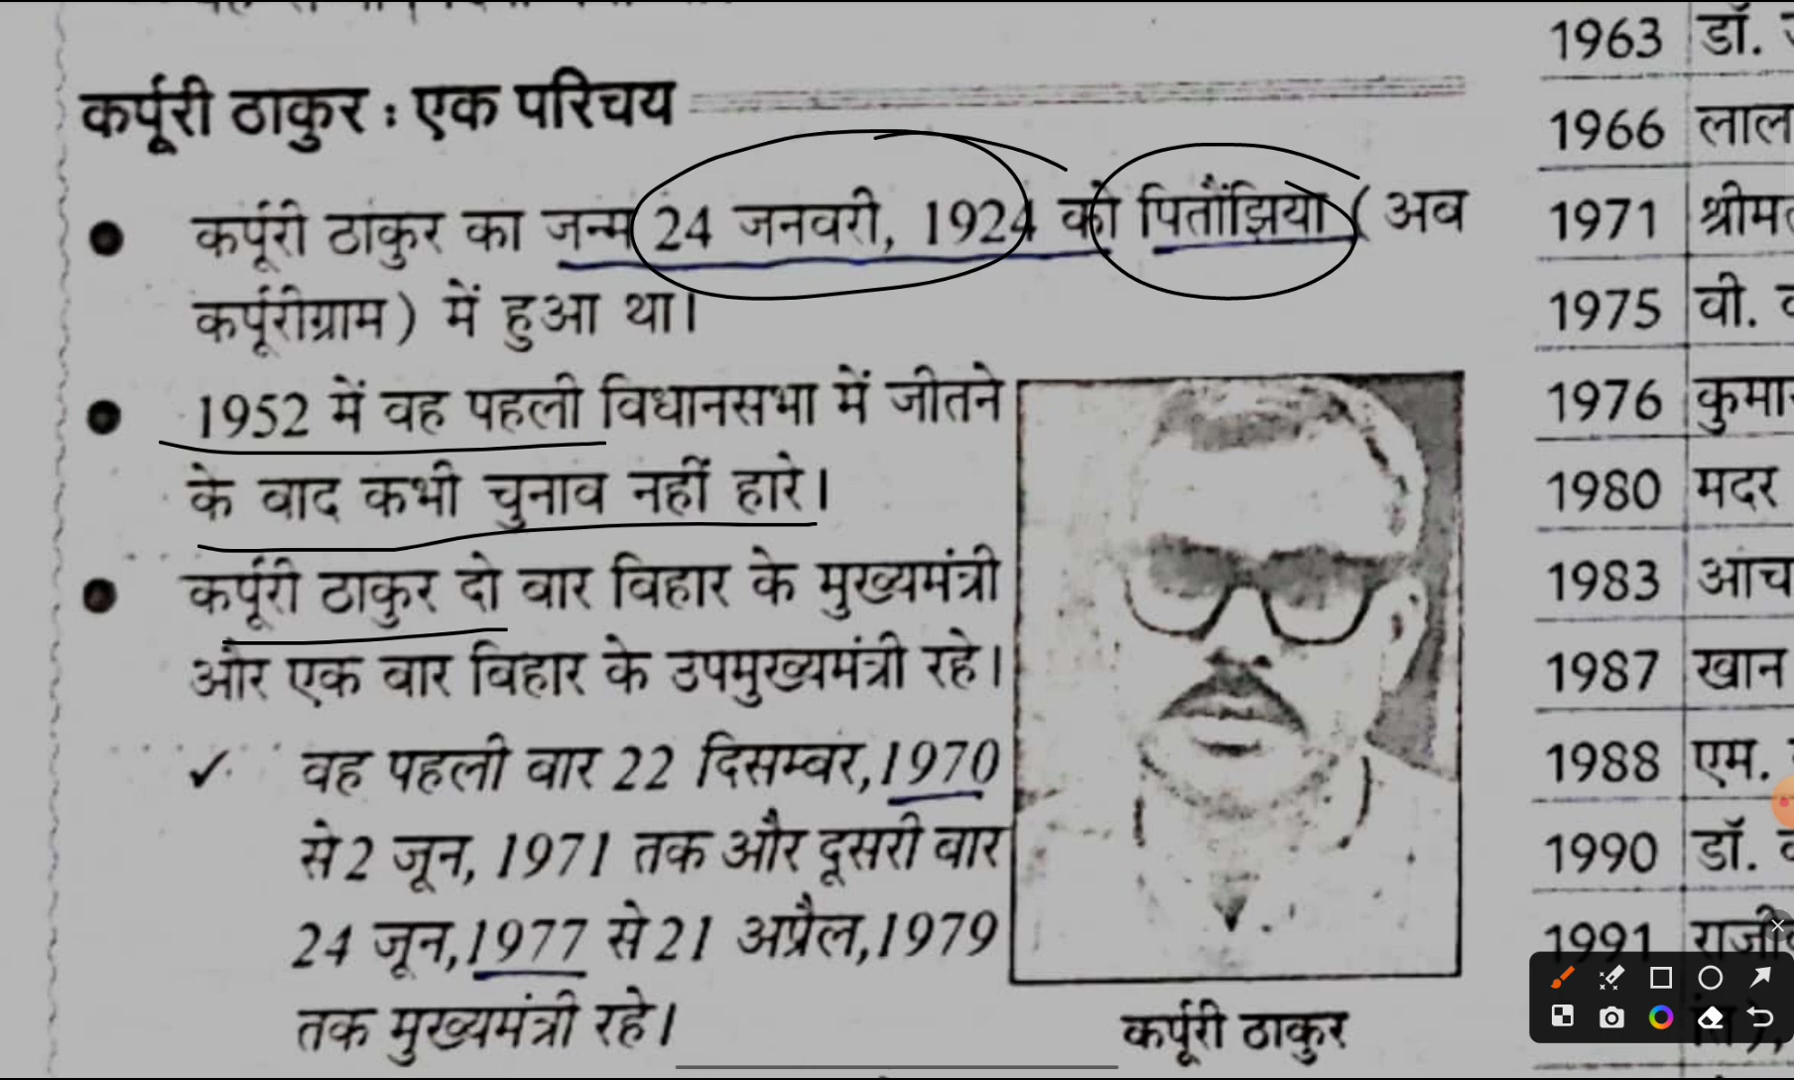 कर्पूरी ठाकुर : एक परिचय
● कर्पूरी ठाकुर का जन्म 24 जनवरी, 1924 को पितौंझिया ( अब
कर्पूरीग्राम ) में हुआ था।
● 1952 में वह पहली विधानसभा में जीतने
के बाद कभी चुनाव नहीं हारे।
● कर्पूरी ठाकुर दो बार बिहार के मुख्यमंत्री
और एक बार बिहार के उपमुख्यमंत्री रहे।
✓ वह पहली बार 22 दिसम्बर,1970
से 2 जून, 1971 तक और दूसरी बार
24 जून,1977 से 21 अप्रैल,1979
तक मुख्यमंत्री रहे।
कर्पूरी ठाकुर
1963 डॉ.
1966 लाल
1971
1975 वी.
1976
1980 मदर
1983
1987 खान
1988 एम.
1990 डॉ.
1991